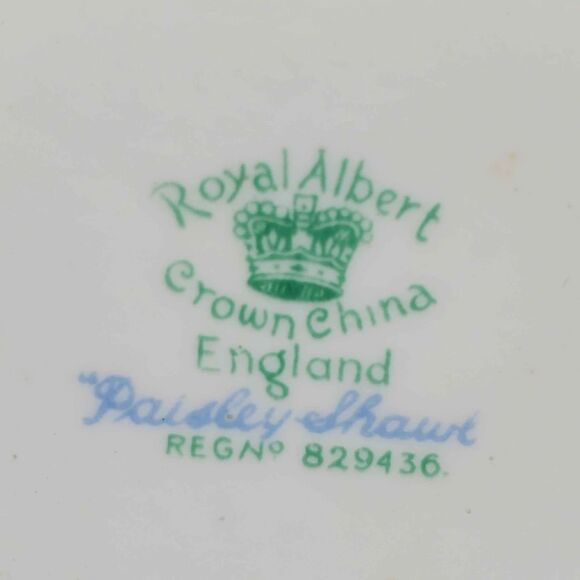 Royal Albert
Crown China
England
"Paisley Shawl
REGNº 829436.